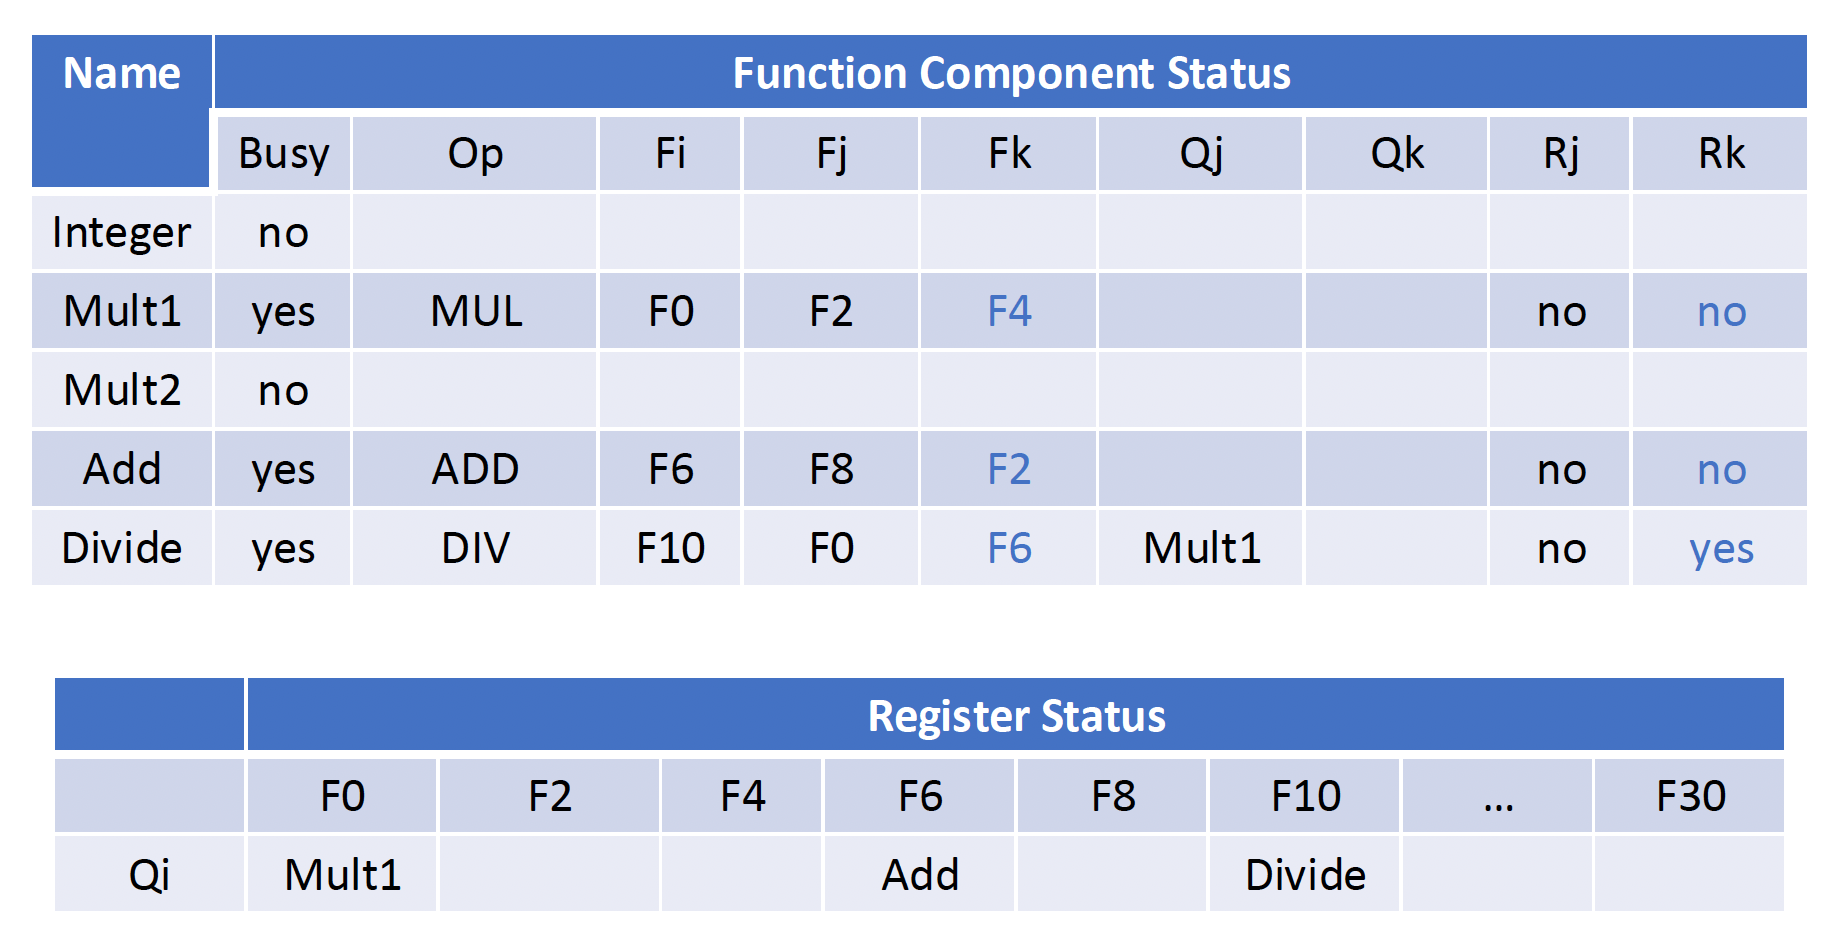 Name Function Component Status
Busy Op Fi Fj Fk Qj Qk Rj Rk
Integer no
Mult1 yes MUL F0 F2 F4 no no
Mult2 no
Add yes ADD F6 F8 F2 no no
Divide yes DIV F10 F0 F6 Mult1 no yes
Register Status
F0 F2 F4 F6 F8 F10 ... F30
Qi Mult1 Add Divide